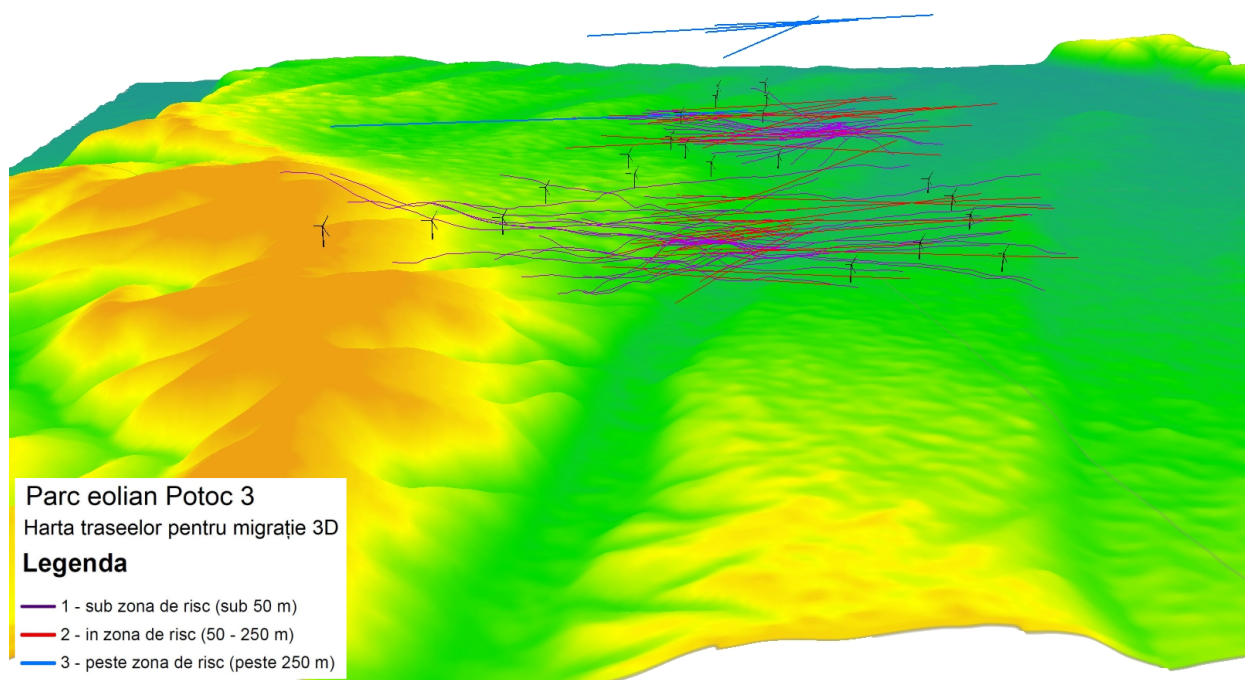 Parc eolian Potoc 3
Harta traseelor pentru migrație 3D
Legenda
1 - sub zona de risc (sub 50 m)
2 - in zona de risc (50 - 250 m)
3 - peste zona de risc (peste 250 m)